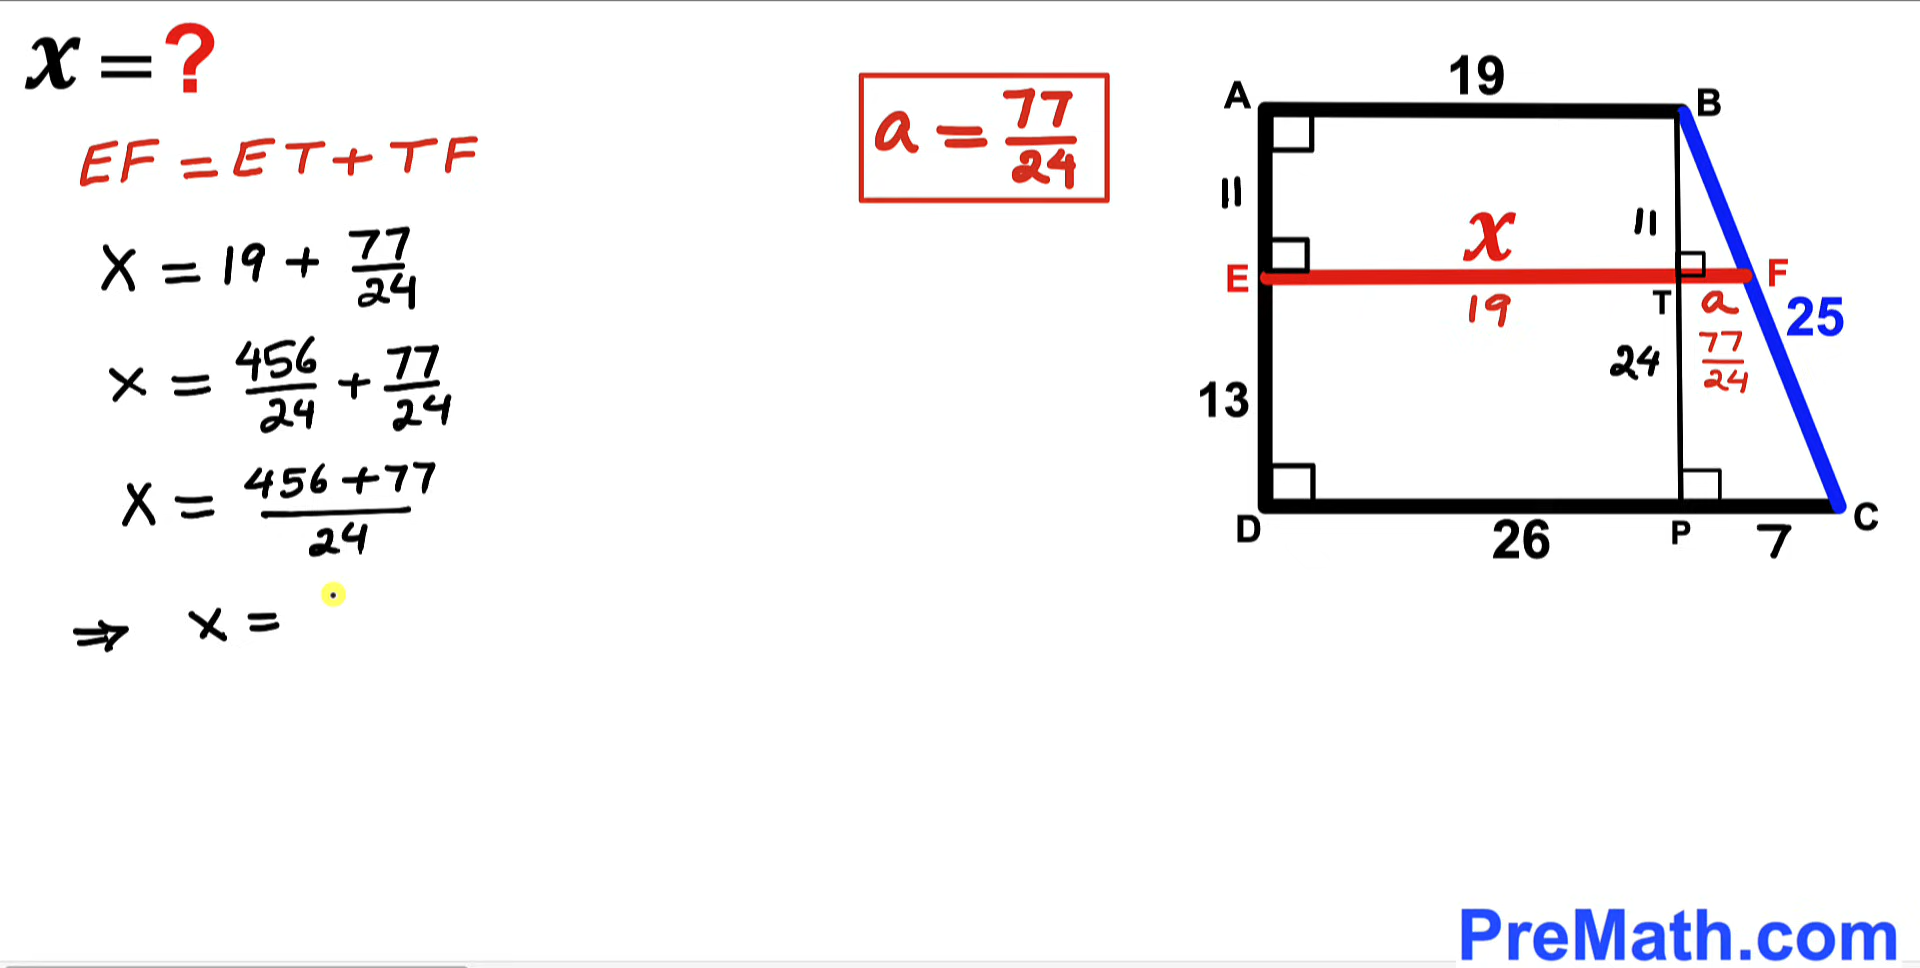 x = ?
EF = ET + TF
x = 19 + 77/24
x = 456/24 + 77/24
x = 456 + 77/24
⇒ x =
a = 77/24
19
A
B
11
x
11
E
F
19
T
a
25
24
77/24
13
D
26
P
7
C
PreMath.com